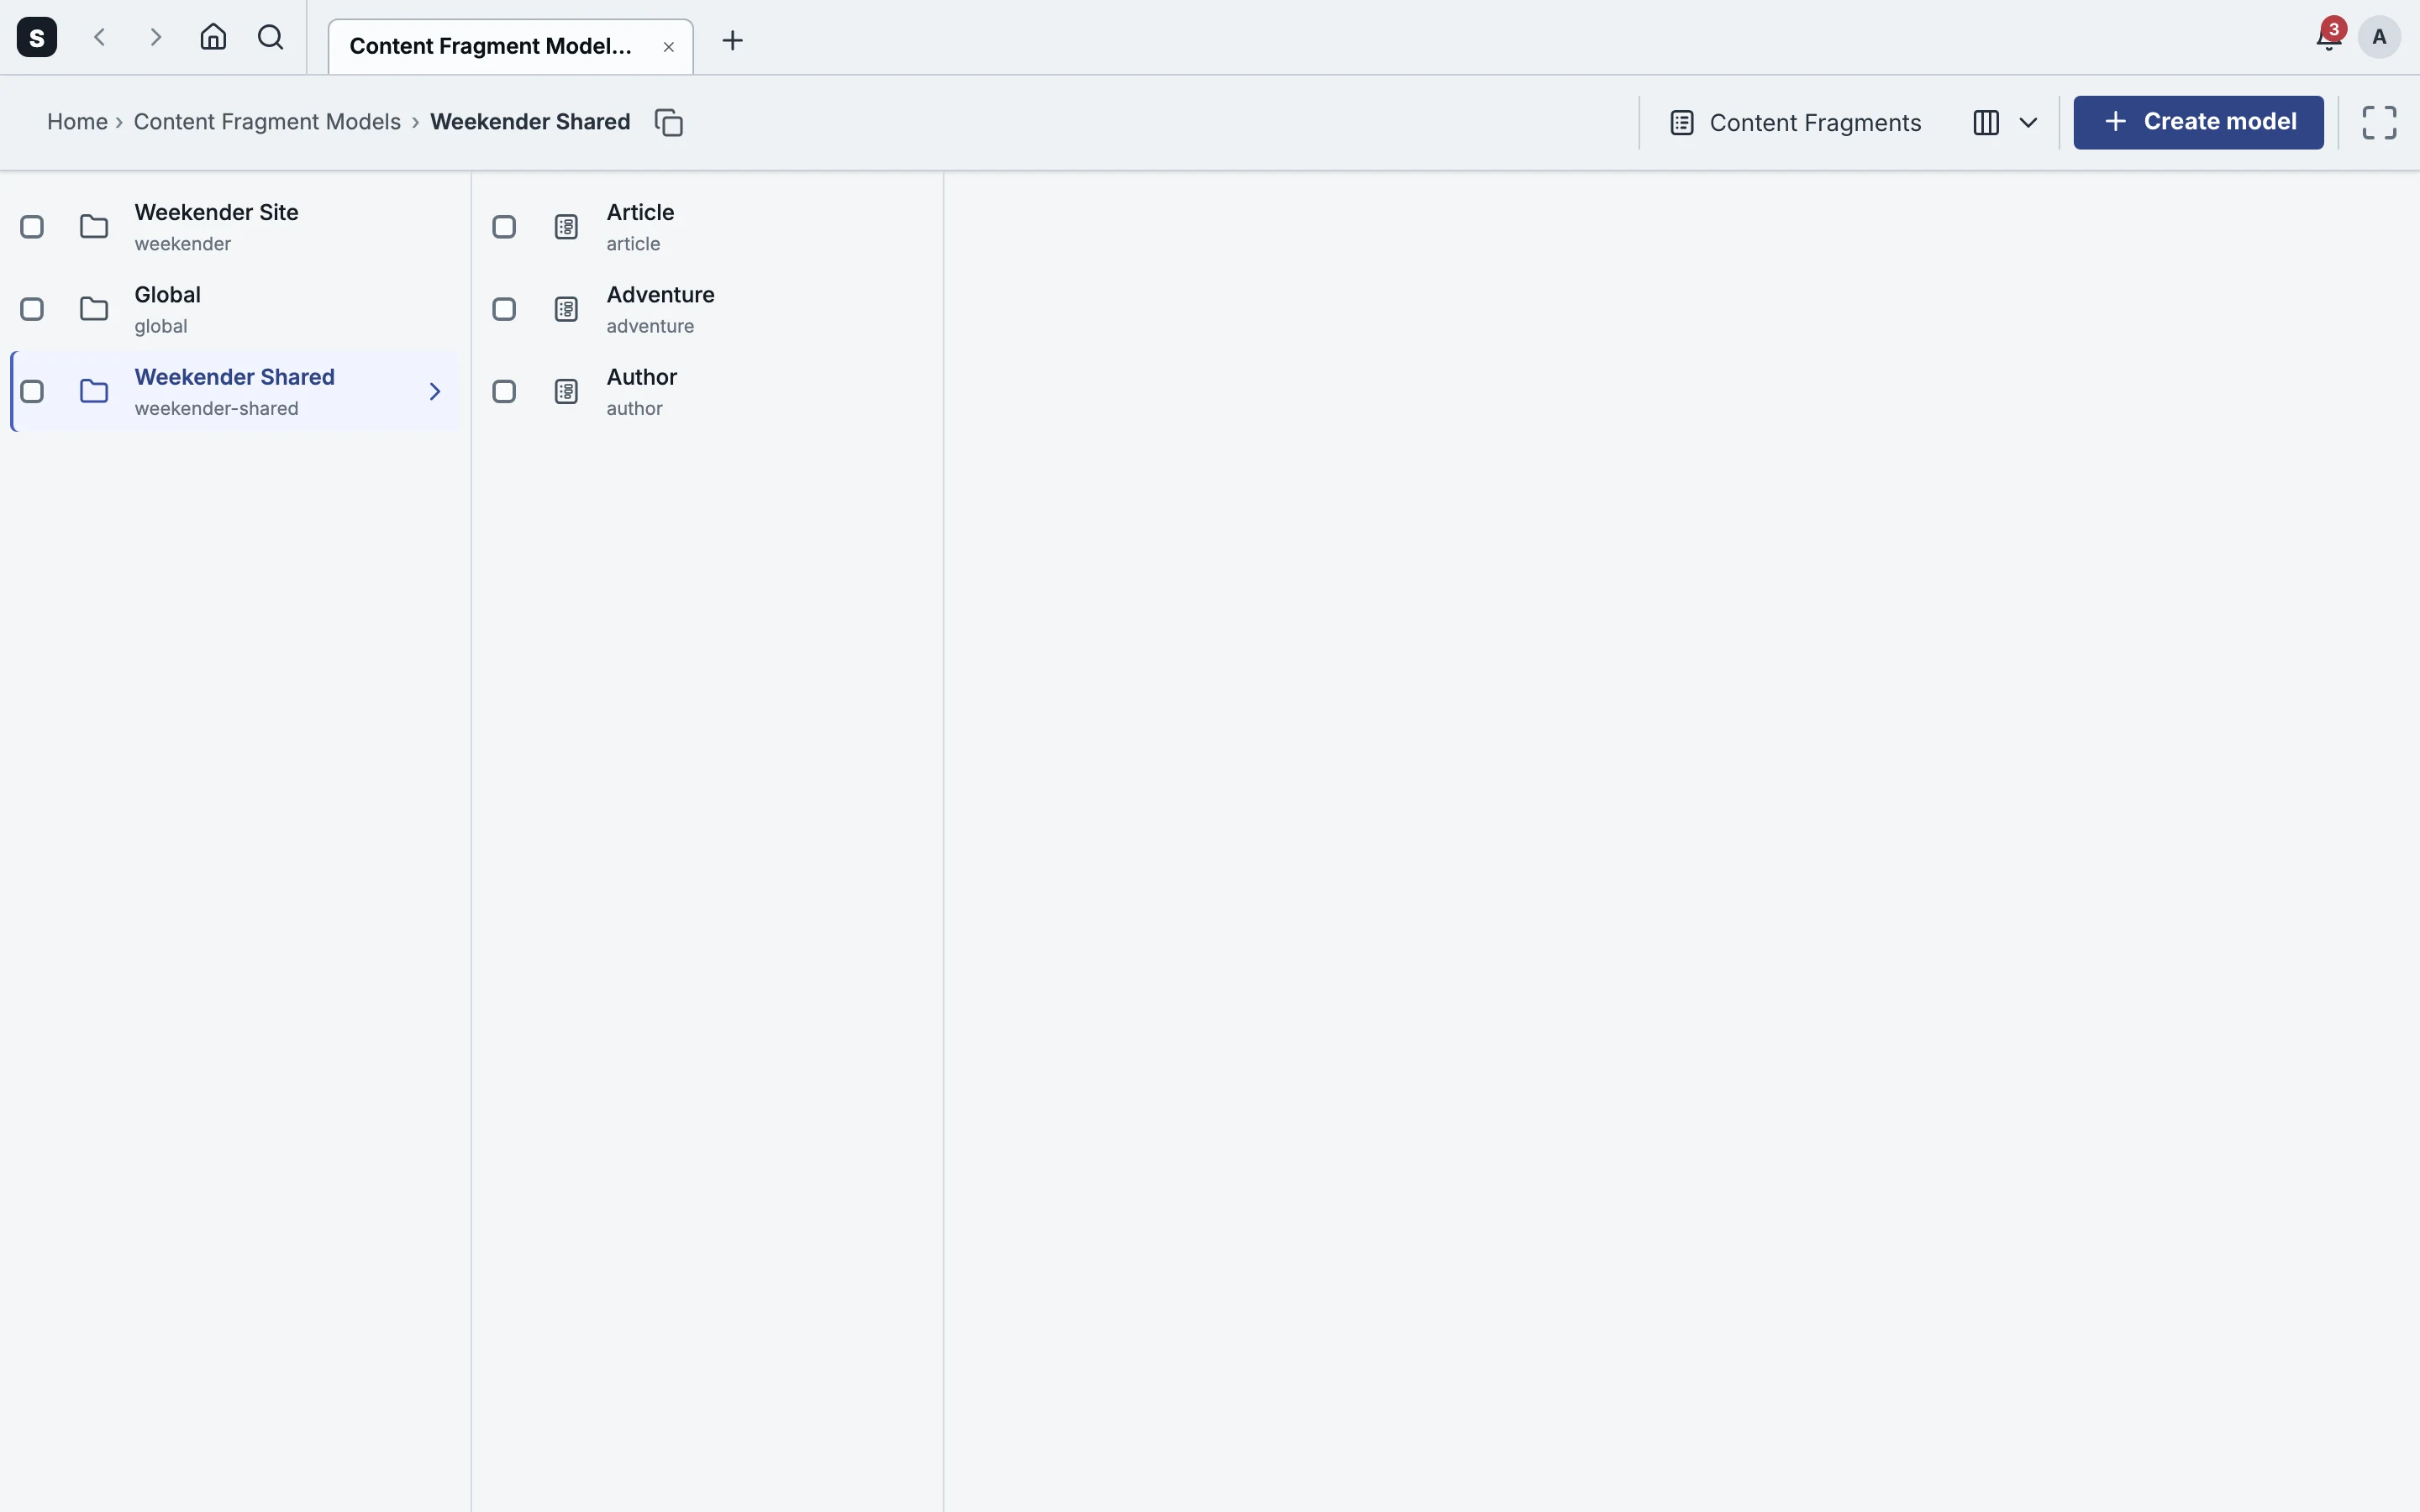 S
Content Fragment Model...
3
A
Home › Content Fragment Models › Weekender Shared
Content Fragments
Create model
Weekender Site
weekender
Global
global
Weekender Shared
weekender-shared
Article
article
Adventure
adventure
Author
author